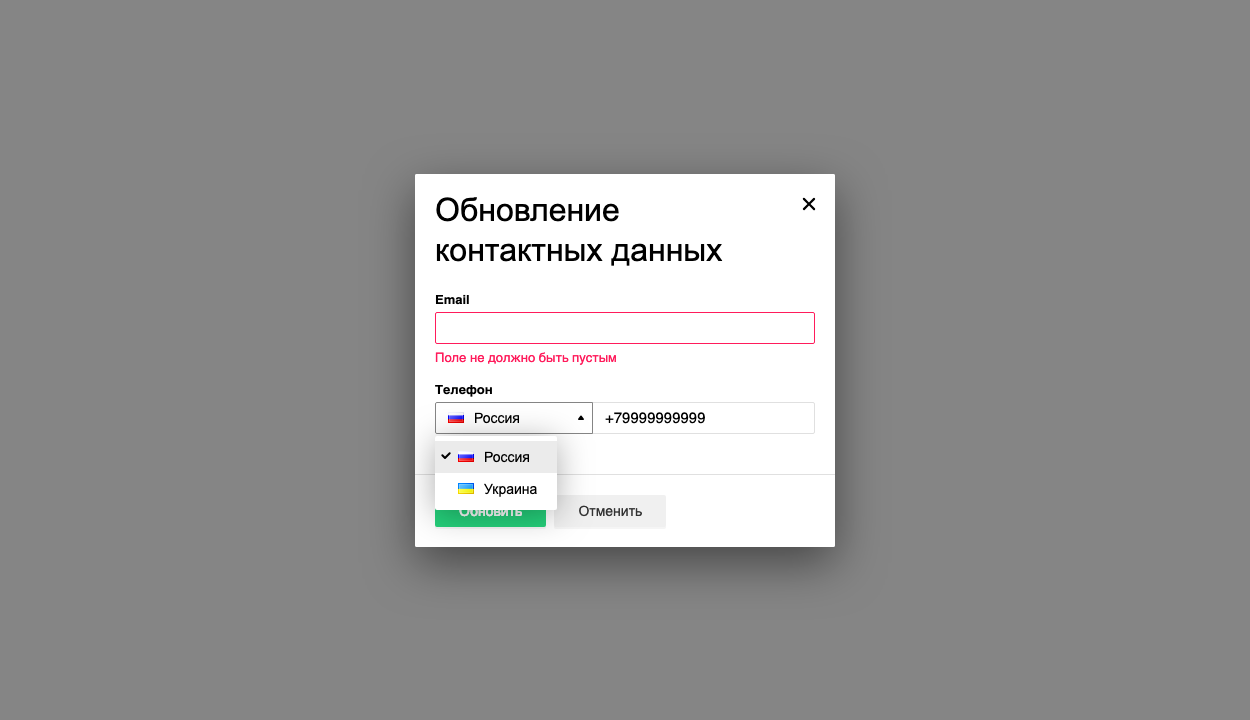 Обновление
контактных данных
Email
Поле не должно быть пустым
Телефон
Россия
+79999999999
Россия
Украина
Обновить
Отменить